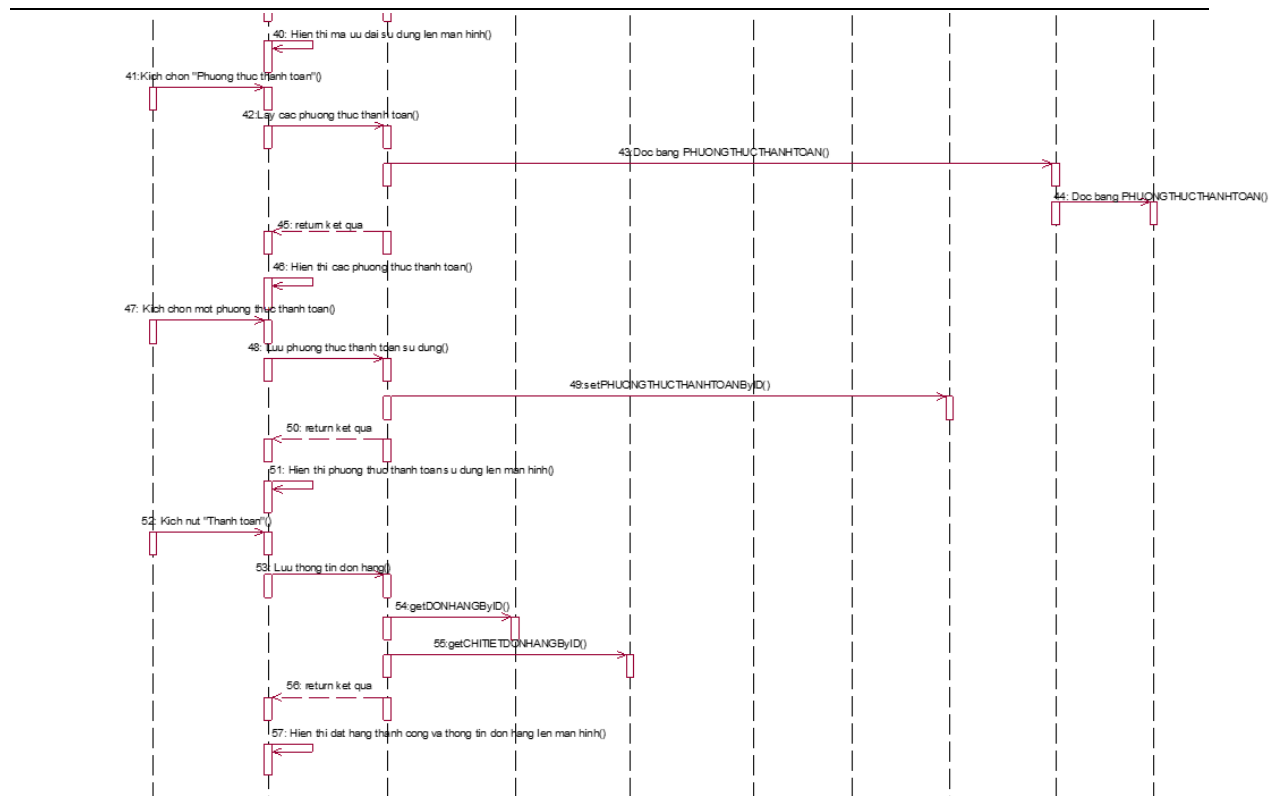 40: Hien thi ma uu dai su dung len man hinh()
41:Kich chon "Phuong thuc thanh toan"()
42:Lay cac phuong thuc thanh toan()
43:Doc bang PHUONGTHUCTHANHTOAN()
44: Doc bang PHUONGTHUCTHANHTOAN()
45: return ket qua
46: Hien thi cac phuong thuc thanh toan()
47: Kich chon mot phuong thuc thanh toan()
48: Luu phuong thuc thanh toan su dung()
49:setPHUONGTHUCTHANHTOANByID()
50: return ket qua
51: Hien thi phuong thuc thanh toan su dung len man hinh()
52: Kich nut "Thanh toan"()
53: Luu thong tin don hang()
54:getDONHANGByID()
55:getCHITIETDONHANGByID()
56: return ket qua
57: Hien thi dat hang thanh cong va thong tin don hang len man hinh()